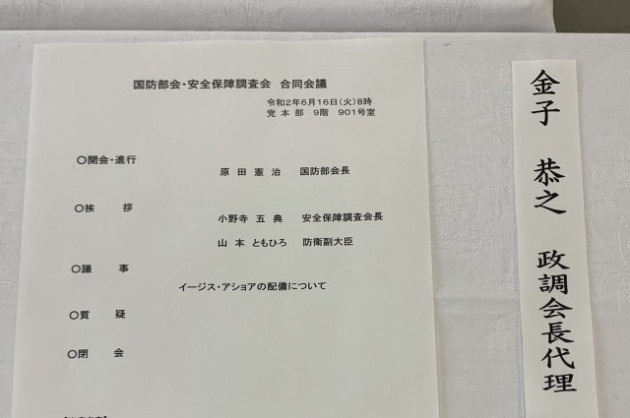 国防部会・安全保障調査会 合同会議
令和2年6月16日(火)8時
党本部 9階 901号室
〇開会・進行
原田憲治 国防部会長
〇挨拶
小野寺五典 安全保障調査会長
山本ともひろ 防衛副大臣
〇議事
イージス・アショアの配備について
〇質疑
〇閉会
金子 恭之 政調会長代理